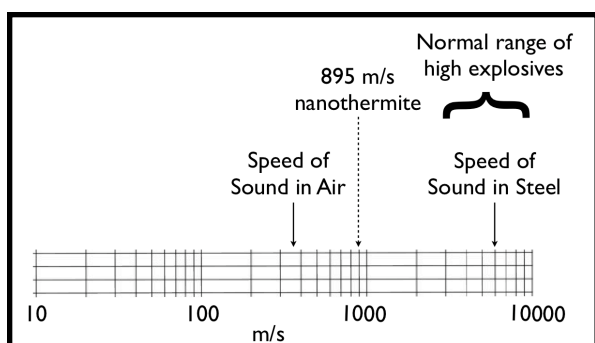 Normal range of
high explosives
895 m/s
nanothermite
Speed of
Sound in Air
Speed of
Sound in Steel
10 100 1000 10000
m/s